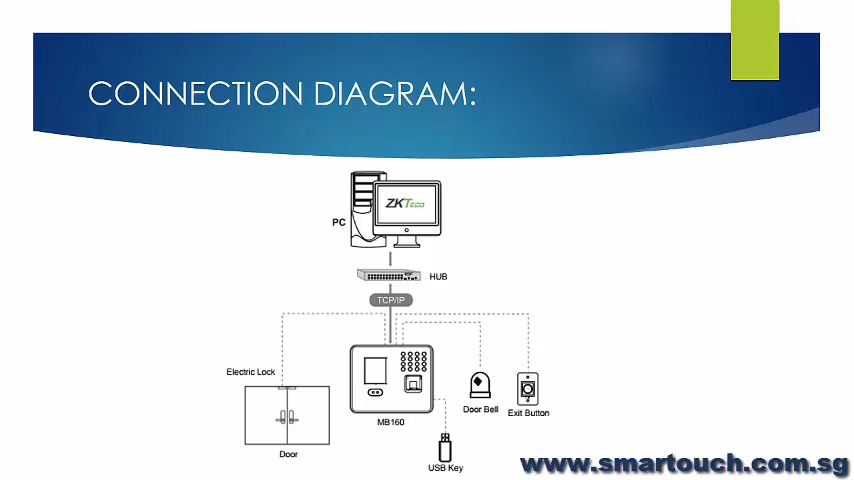 CONNECTION DIAGRAM:
ZKTeco
PC
HUB
TCP/IP
Electric Lock
MB160
Door Bell
Exit Button
Door
USB Key
www.smartouch.com.sg